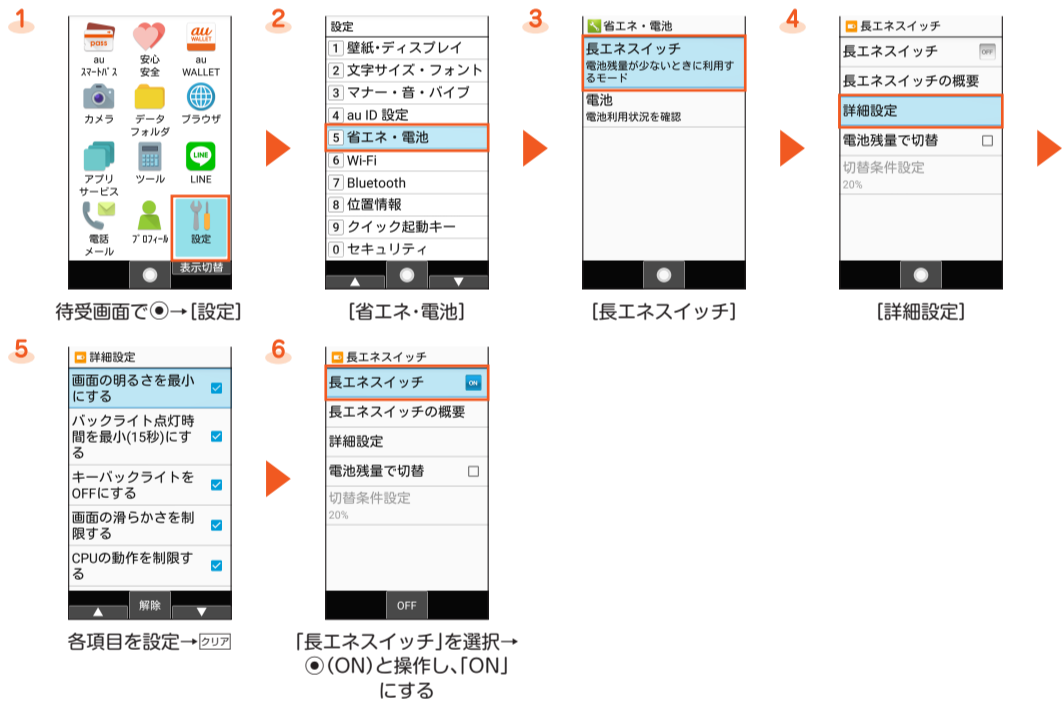 1
pass
au
WALLET
au
スマートパス
安心
安全
au
WALLET
カメラ
データ
フォルダ
ブラウザ
アプリ
サービス
ツール
LINE
LINE
電話
メール
プロフィール
設定
表示切替
待受画面で◉→[設定]
2
設定
1 壁紙・ディスプレイ
2 文字サイズ・フォント
3 マナー・音・バイブ
4 au ID 設定
5 省エネ・電池
6 Wi-Fi
7 Bluetooth
8 位置情報
9 クイック起動キー
0 セキュリティ
[省エネ・電池]
3
省エネ・電池
長エネスイッチ
電池残量が少ないときに利用す
るモード
電池
電池利用状況を確認
[長エネスイッチ]
4
長エネスイッチ
長エネスイッチ OFF
長エネスイッチの概要
詳細設定
電池残量で切替
切替条件設定
20%
[詳細設定]
5
詳細設定
画面の明るさを最小
にする
バックライト点灯時
間を最小(15秒)にす
る
キーバックライトを
OFFにする
画面の滑らかさを制
限する
CPUの動作を制限す
る
解除
各項目を設定→クリア
6
長エネスイッチ
長エネスイッチ ON
長エネスイッチの概要
詳細設定
電池残量で切替
切替条件設定
20%
OFF
「長エネスイッチ」を選択→
◉(ON)と操作し、「ON」
にする